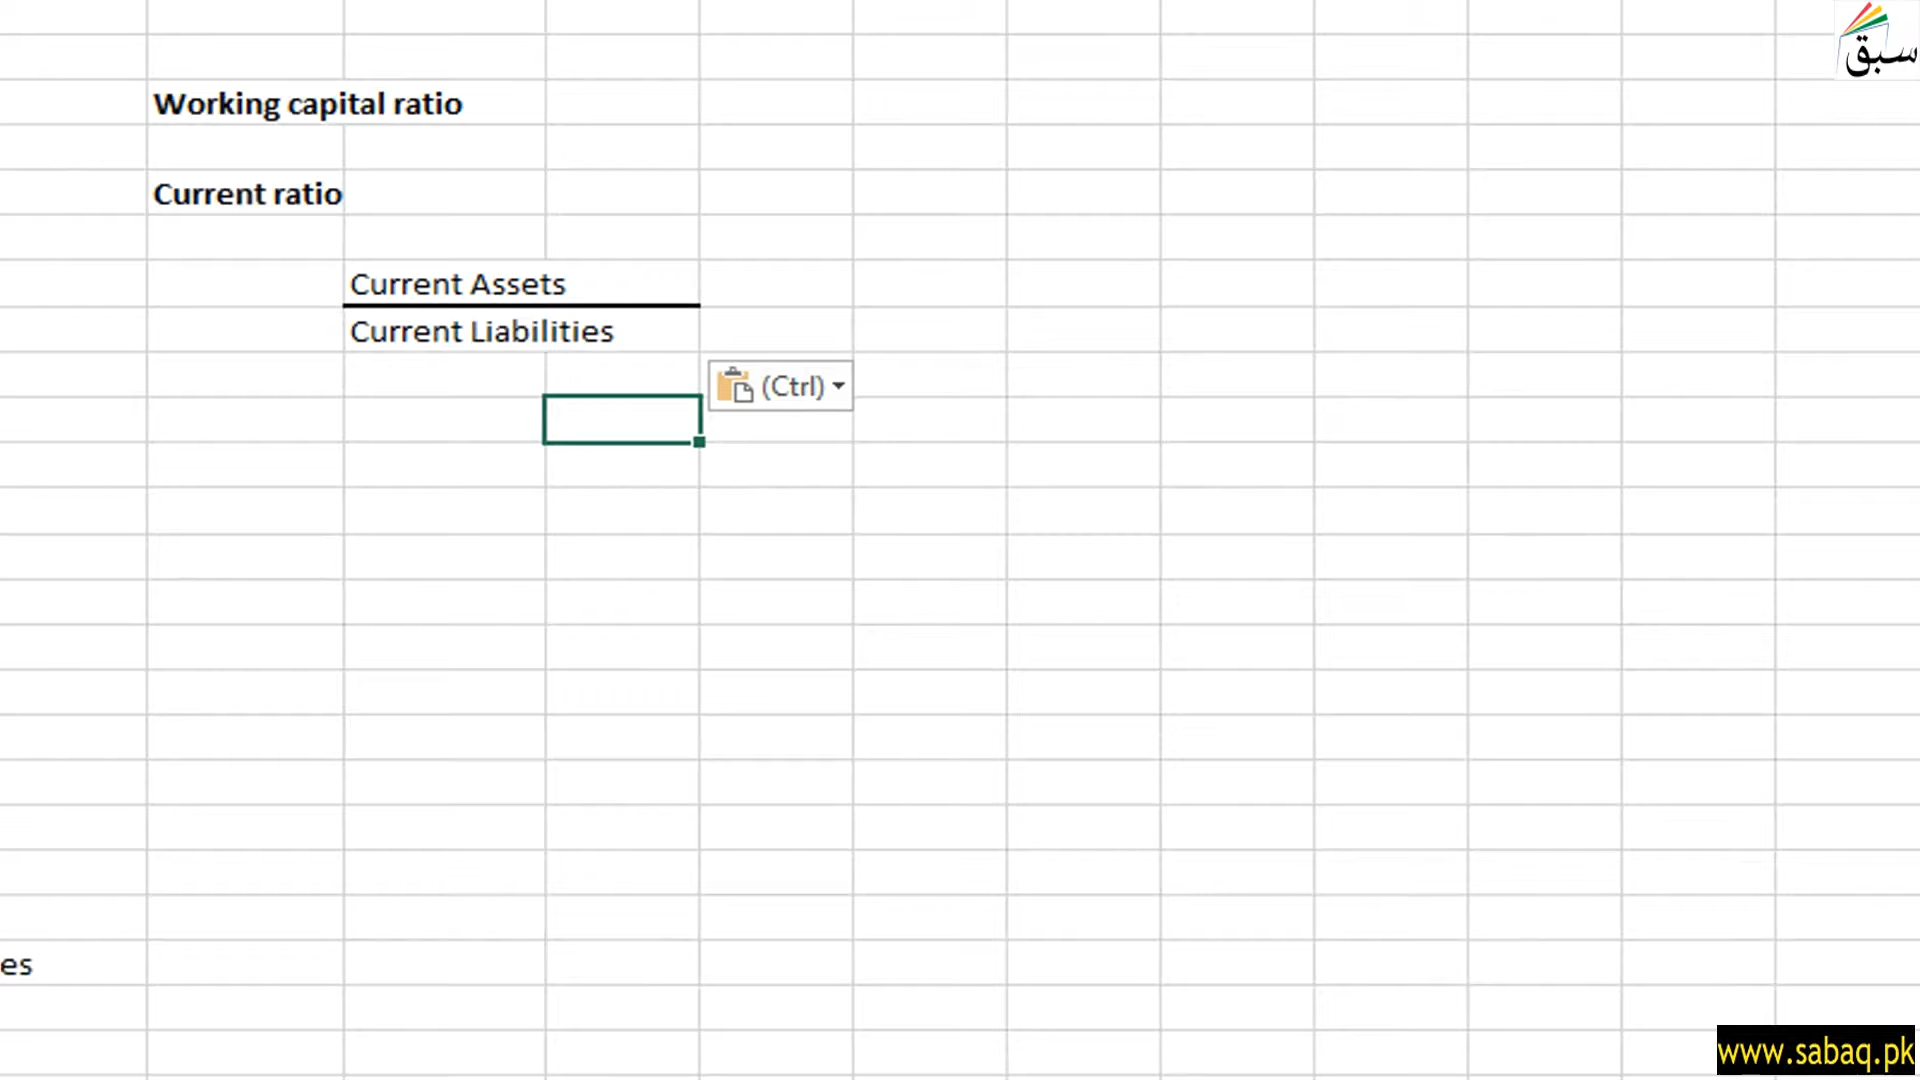 سبق
Working capital ratio
Current ratio
Current Assets
Current Liabilities
(Ctrl)
es
www.sabaq.pk